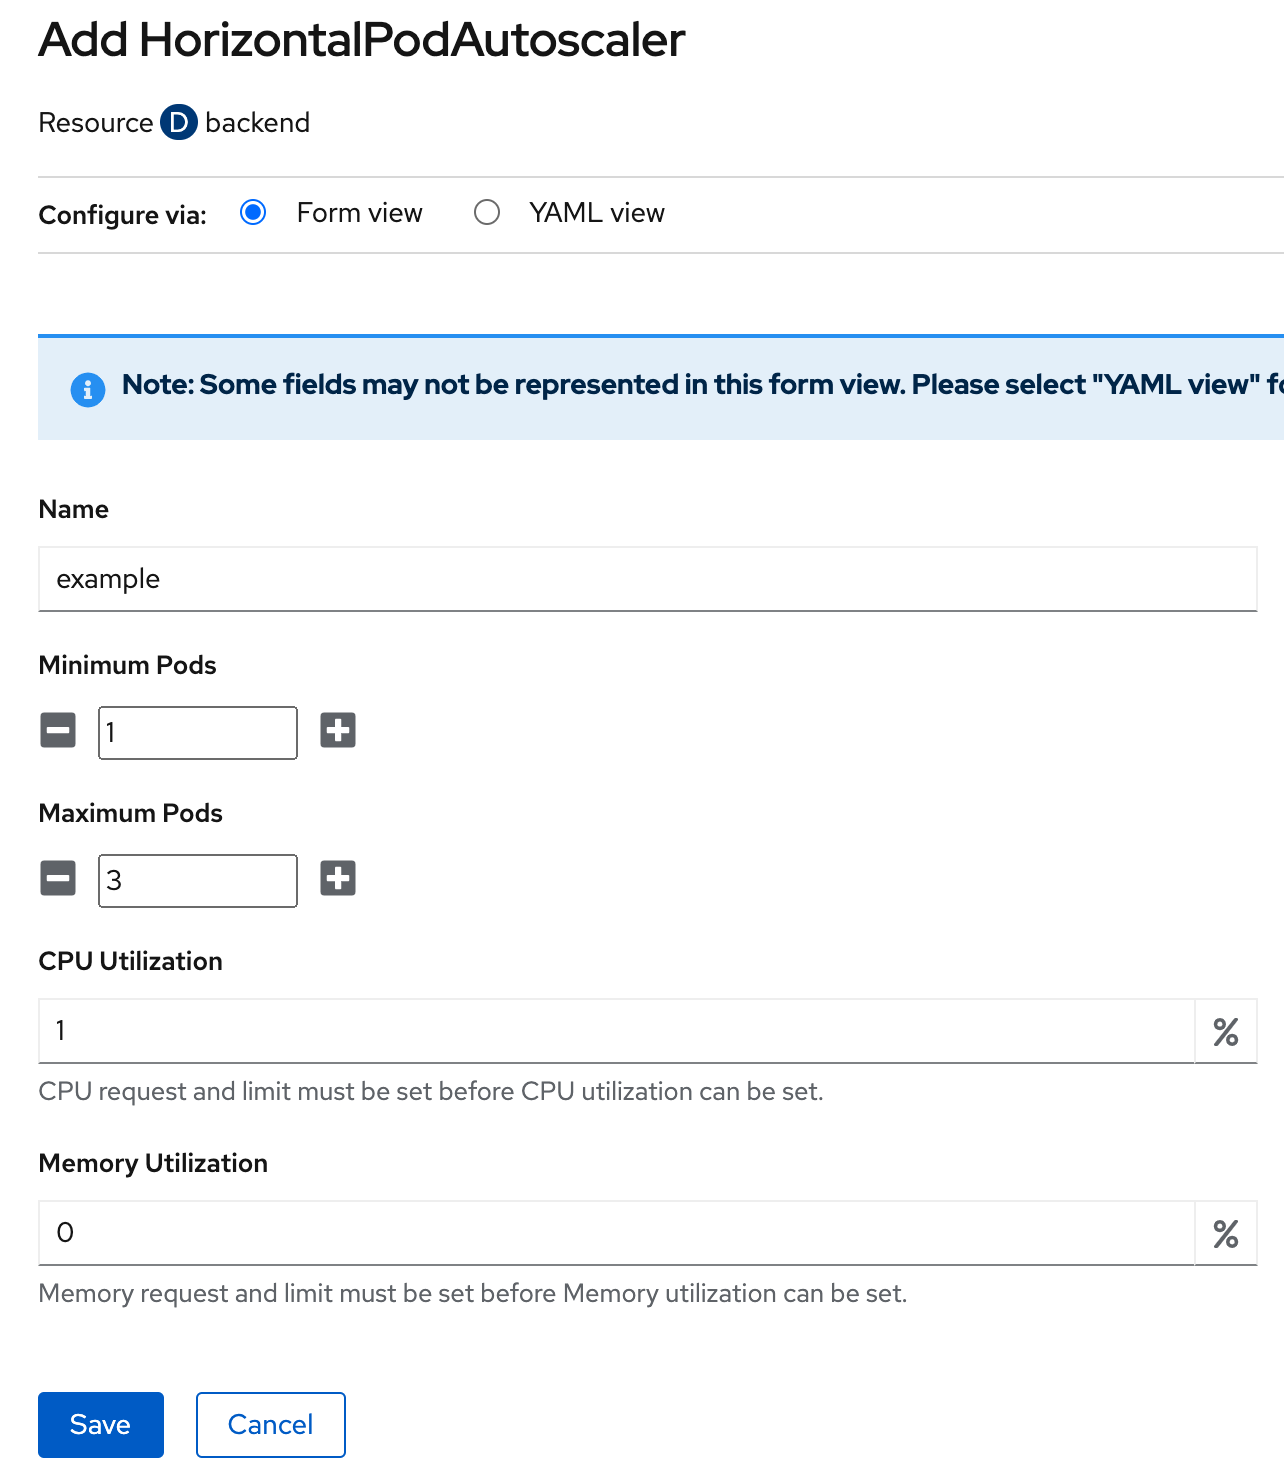 Add HorizontalPodAutoscaler
Resource D backend
Configure via: Form view YAML view
Note: Some fields may not be represented in this form view. Please select "YAML view"
Name
example
Minimum Pods
1
Maximum Pods
3
CPU Utilization
1 %
CPU request and limit must be set before CPU utilization can be set.
Memory Utilization
0 %
Memory request and limit must be set before Memory utilization can be set.
Save Cancel